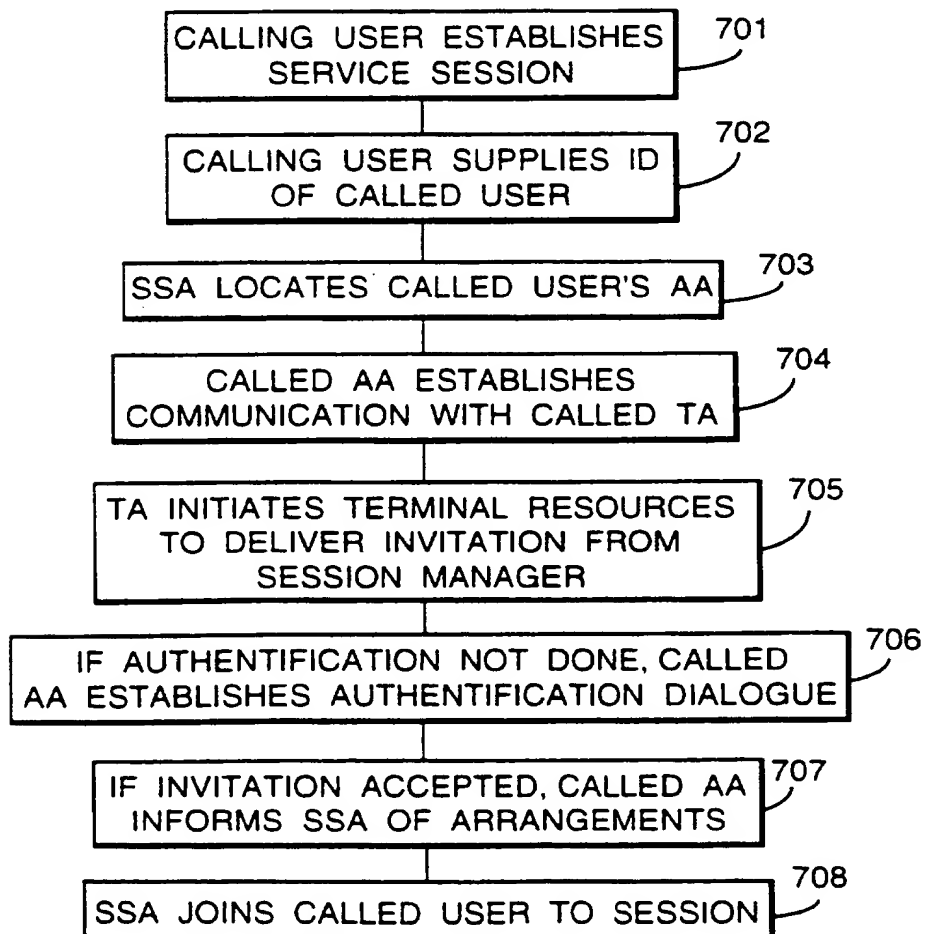 CALLING USER ESTABLISHES
SERVICE SESSION
701
CALLING USER SUPPLIES ID
OF CALLED USER
702
SSA LOCATES CALLED USER'S AA
703
CALLED AA ESTABLISHES
COMMUNICATION WITH CALLED TA
704
TA INITIATES TERMINAL RESOURCES
TO DELIVER INVITATION FROM
SESSION MANAGER
705
IF AUTHENTIFICATION NOT DONE, CALLED
AA ESTABLISHES AUTHENTIFICATION DIALOGUE
706
IF INVITATION ACCEPTED, CALLED AA
INFORMS SSA OF ARRANGEMENTS
707
SSA JOINS CALLED USER TO SESSION
708